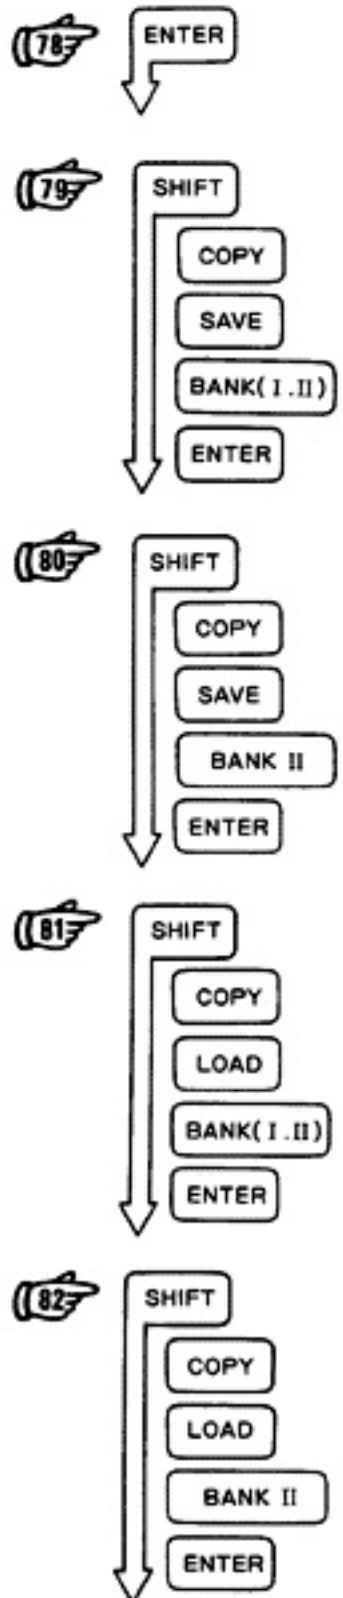 78 ENTER
79 SHIFT
COPY
SAVE
BANK(I.II)
ENTER
80 SHIFT
COPY
SAVE
BANK II
ENTER
81 SHIFT
COPY
LOAD
BANK(I.II)
ENTER
82 SHIFT
COPY
LOAD
BANK II
ENTER